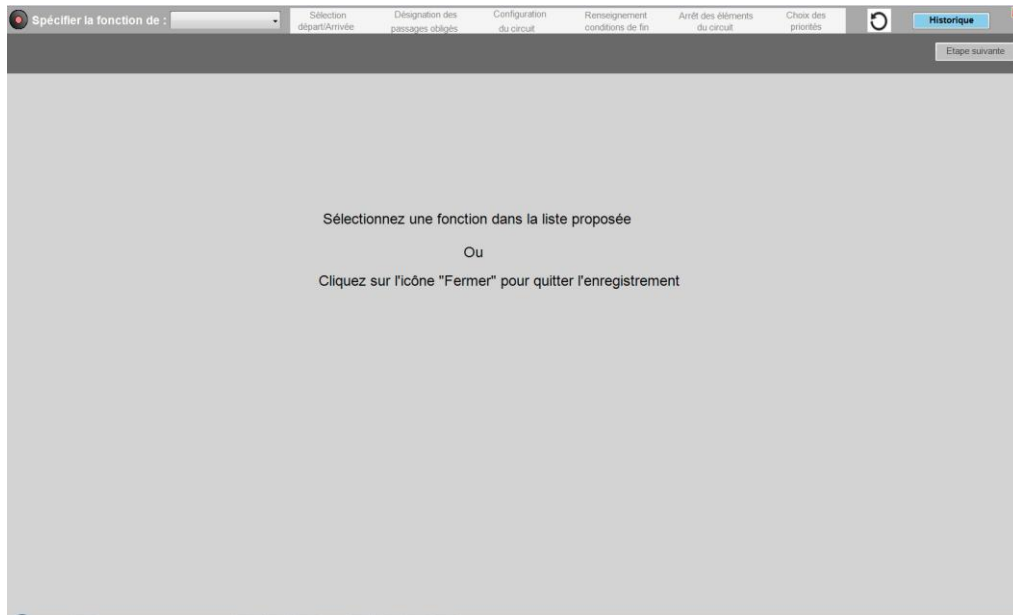 Spécifier la fonction de :
Sélection
départ/Arrivée
Désignation des
passages obligés
Configuration
du circuit
Renseignement
conditions de fin
Arrêt des éléments
du circuit
Choix des
priorités
Historique
Etape suivante
Sélectionnez une fonction dans la liste proposée
Ou
Cliquez sur l'icône "Fermer" pour quitter l'enregistrement